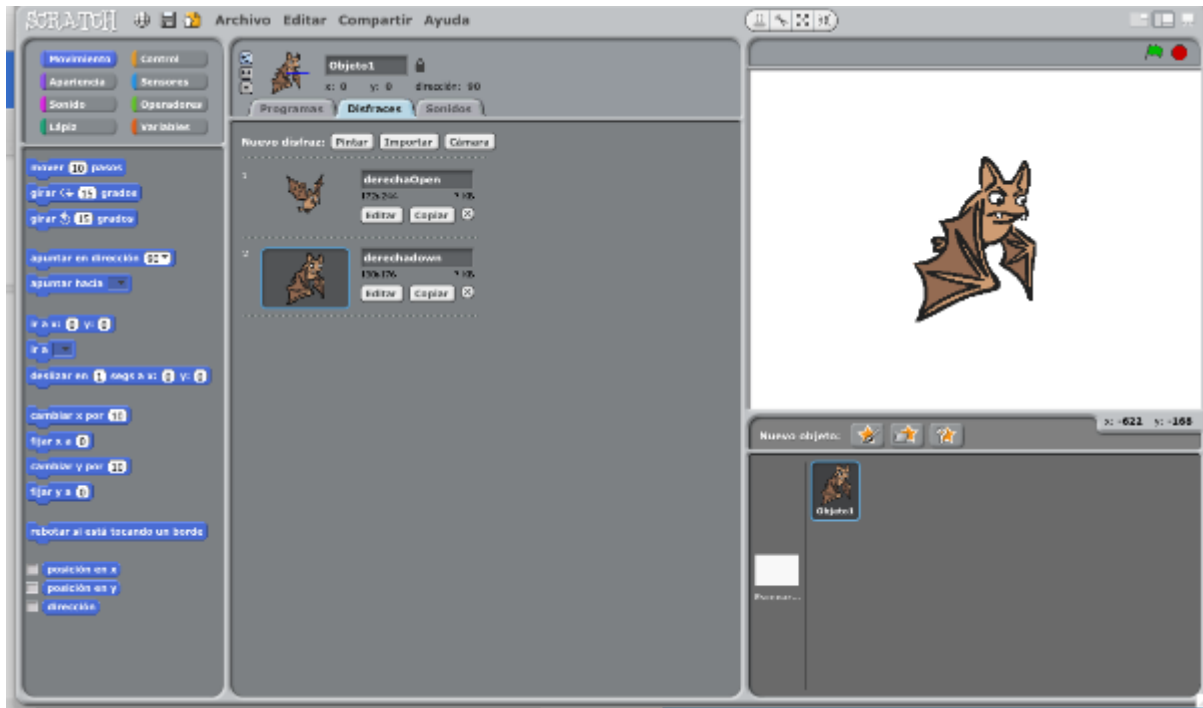 SCRATCH Archivo Editar Compartir Ayuda
Movimiento Control
Apariencia Sensores
Sonido Operadores
Lápiz Variables
mover 10 pasos
girar 15 grados
girar 15 grados
apuntar en dirección 90
apuntar hacia
ir a x: 0 y: 0
ir a
deslizar en 1 segs a x: 0 y: 0
cambiar x por 10
fijar x a 0
cambiar y por 10
fijar y a 0
rebotar si está tocando un borde
posición en x
posición en y
dirección
Objeto1
x: 0 y: 0 dirección: 90
Programas Disfraces Sonidos
Nuevo disfraz: Pintar Importar Cámara
1
derechaOpen
Editar Copiar
2
derechadown
Editar Copiar
x: -622 y: -168
Nuevo objeto:
Objeto1